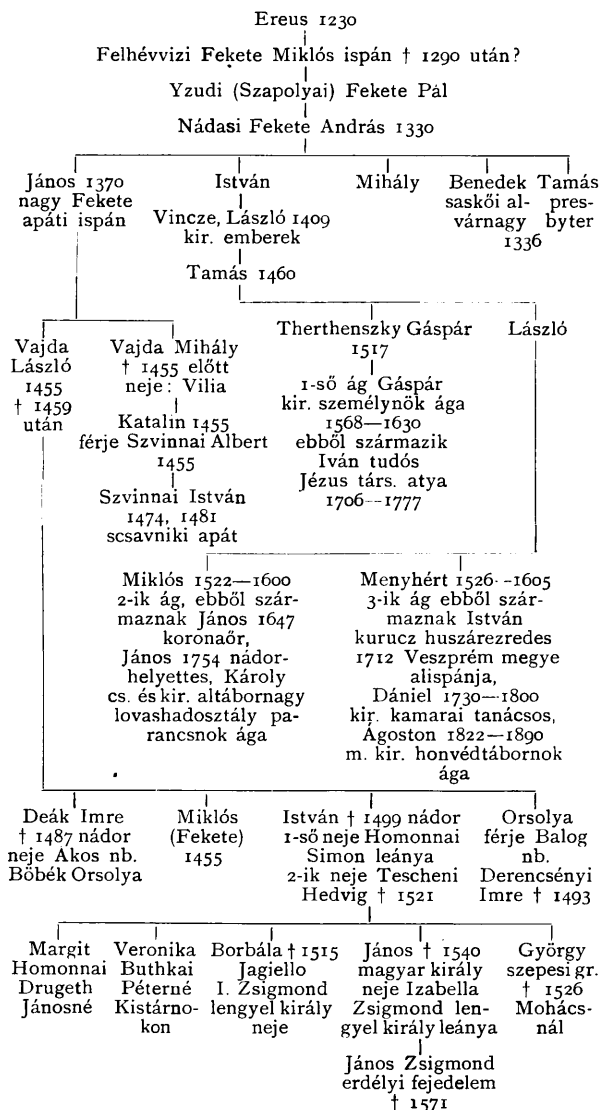 Ereus 1230
Felhévvizi Fekete Miklós ispán † 1290 után?
Yzudi (Szapolyai) Fekete Pál
Nádasi Fekete András 1330
János 1370
nagy Fekete
apáti ispán
István
Vincze, László 1409
kir. emberek
Tamás 1460
Mihály
Benedek
saskői al-
várnagy
1336
Tamás
pres-
byter
Vajda
László
1455
† 1459
után
Vajda Mihály
† 1455 előtt
neje: Vilia
Katalin 1455
férje Szvinnai Albert
1455
Szvinnai István
1474, 1481
scsavniki apát
Therthenszky Gáspár
1517
1-ső ág Gáspár
kir. személynök ága
1568—1630
ebből származik
Iván tudós
Jézus társ. atya
1706--1777
László
Miklós 1522—1600
2-ik ág, ebből szár-
maznak János 1647
koronaőr,
János 1754 nádor-
helyettes, Károly
cs. és kir. altábornagy
lovashadosztály pa-
rancsnok ága
Menyhért 1526--1605
3-ik ág ebből szár-
maznak István
kurucz huszárezredes
1712 Veszprém megye
alispánja,
Dániel 1730—1800
kir. kamarai tanácsos,
Ágoston 1822—1890
m. kir. honvédtábornok
ága
Deák Imre
† 1487 nádor
neje Ákos nb.
Böbék Orsolya
Miklós
(Fekete)
1455
István † 1499 nádor
1-ső neje Homonnai
Simon leánya
2-ik neje Tescheni
Hedvig † 1521
Orsolya
férje Balog
nb.
Derencsényi
Imre † 1493
Margit
Homonnai
Drugeth
Jánosné
Veronika
Buthkai
Péterné
Kistárno-
kon
Borbála † 1515
Jagiello
I. Zsigmond
lengyel király
neje
János † 1540
magyar király
neje Izabella
Zsigmond len-
gyel király leánya
György
szepesi gr.
† 1526
Mohács-
nál
János Zsigmond
erdélyi fejedelem
† 1571